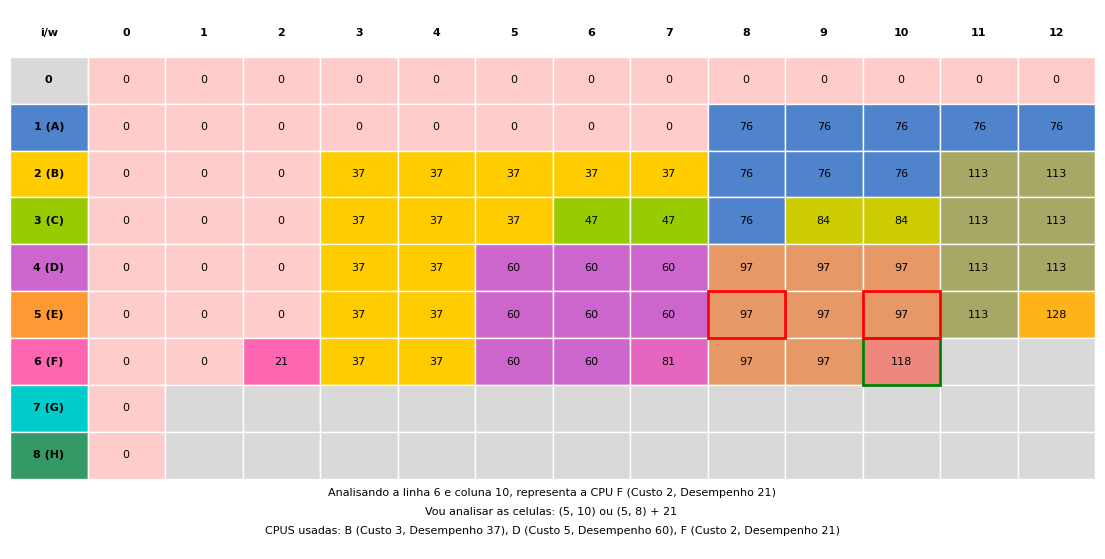 i/w 0 1 2 3 4 5 6 7 8 9 10 11 12
0 0 0 0 0 0 0 0 0 0 0 0 0 0
1 (A) 0 0 0 0 0 0 0 0 76 76 76 76 76
2 (B) 0 0 0 37 37 37 37 37 76 76 76 113 113
3 (C) 0 0 0 37 37 37 47 47 76 84 84 113 113
4 (D) 0 0 0 37 37 60 60 60 97 97 97 113 113
5 (E) 0 0 0 37 37 60 60 60 97 97 97 113 128
6 (F) 0 0 21 37 37 60 60 81 97 97 118
7 (G) 0
8 (H) 0
Analisando a linha 6 e coluna 10, representa a CPU F (Custo 2, Desempenho 21)
Vou analisar as celulas: (5, 10) ou (5, 8) + 21
CPUS usadas: B (Custo 3, Desempenho 37), D (Custo 5, Desempenho 60), F (Custo 2, Desempenho 21)